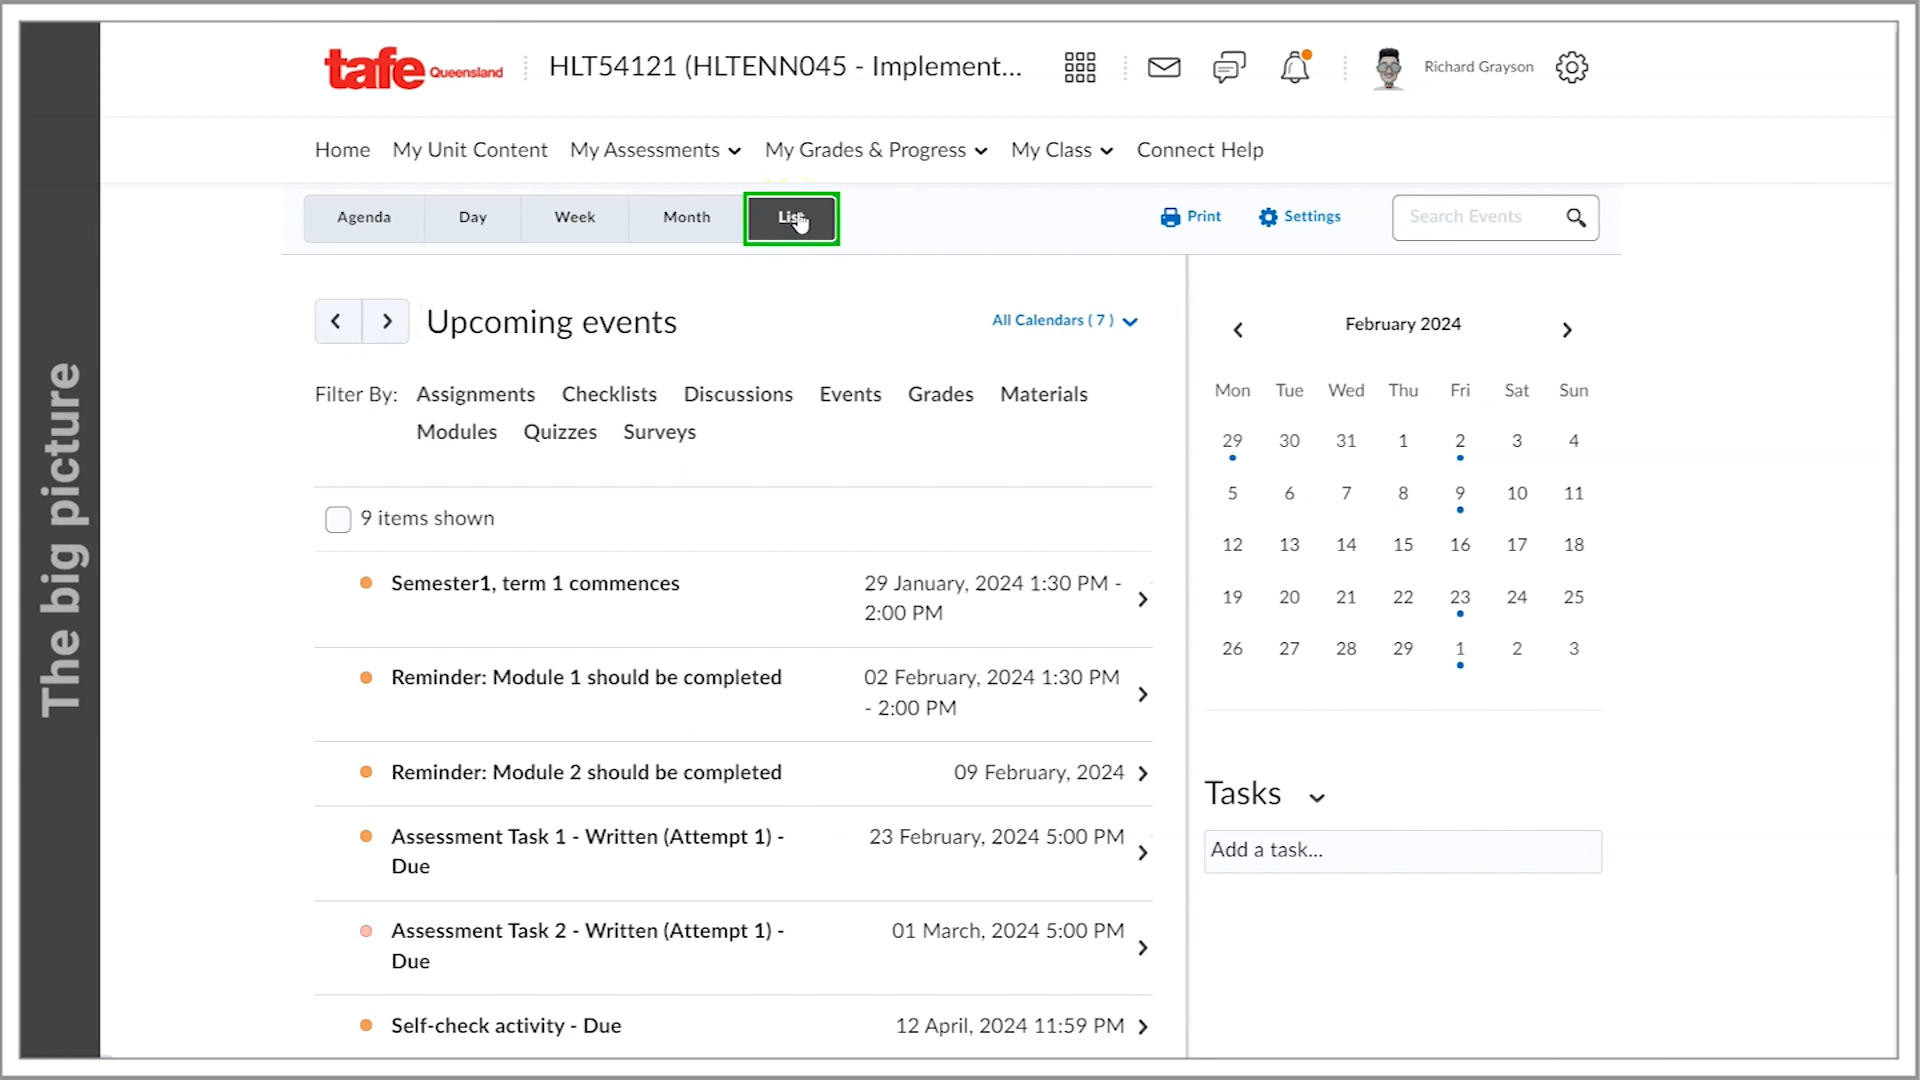 The big picture
tafe Queensland
HLT54121 (HLTENN045 - Implement...
Richard Grayson
Home My Unit Content My Assessments My Grades & Progress My Class Connect Help
Agenda Day Week Month List
Print Settings Search Events
Upcoming events
All Calendars ( 7 )
Filter By: Assignments Checklists Discussions Events Grades Materials
Modules Quizzes Surveys
9 items shown
Semester1, term 1 commences
29 January, 2024 1:30 PM -
2:00 PM
Reminder: Module 1 should be completed
02 February, 2024 1:30 PM
- 2:00 PM
Reminder: Module 2 should be completed
09 February, 2024
Assessment Task 1 - Written (Attempt 1) -
Due
23 February, 2024 5:00 PM
Assessment Task 2 - Written (Attempt 1) -
Due
01 March, 2024 5:00 PM
Self-check activity - Due
12 April, 2024 11:59 PM
February 2024
Mon Tue Wed Thu Fri Sat Sun
29 30 31 1 2 3 4
5 6 7 8 9 10 11
12 13 14 15 16 17 18
19 20 21 22 23 24 25
26 27 28 29 1 2 3
Tasks
Add a task...